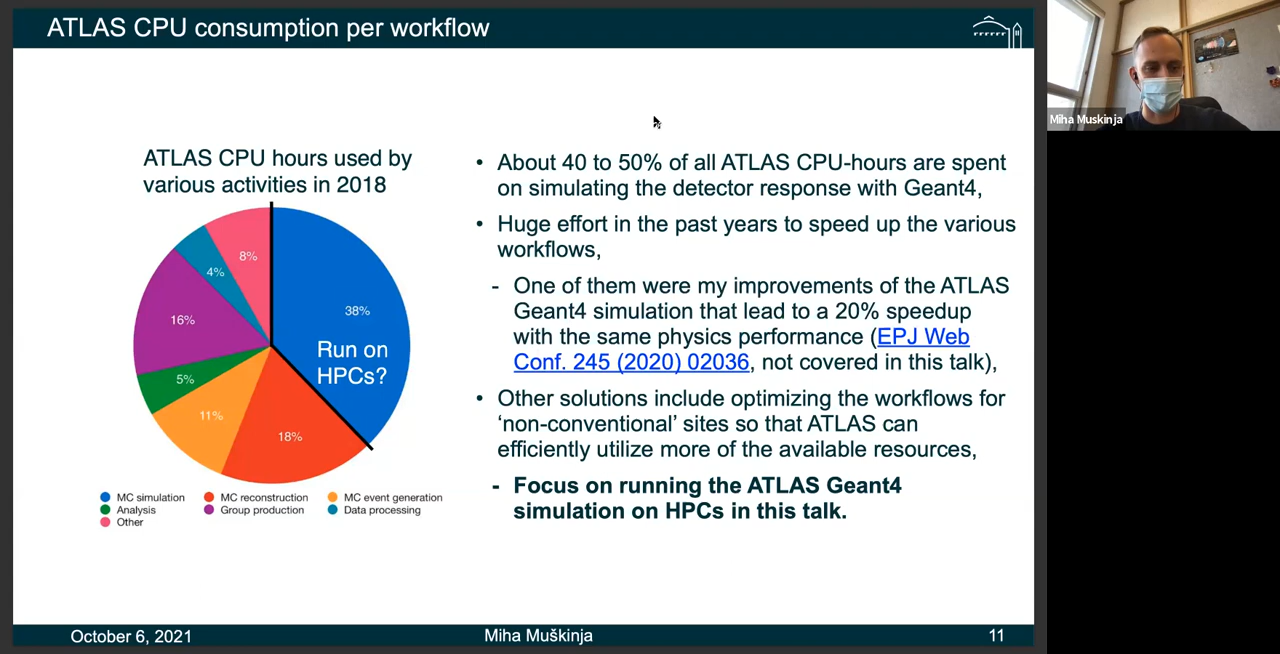 ATLAS CPU consumption per workflow
Miha Muskinja
ATLAS CPU hours used by
various activities in 2018
8%
4%
38%
16%
Run on
HPCs?
5%
11%
18%
MC simulation
MC reconstruction
MC event generation
Analysis
Group production
Data processing
Other
• About 40 to 50% of all ATLAS CPU-hours are spent
on simulating the detector response with Geant4,
• Huge effort in the past years to speed up the various
workflows,
- One of them were my improvements of the ATLAS
Geant4 simulation that lead to a 20% speedup
with the same physics performance (EPJ Web
Conf. 245 (2020) 02036, not covered in this talk),
• Other solutions include optimizing the workflows for
‘non-conventional’ sites so that ATLAS can
efficiently utilize more of the available resources,
- Focus on running the ATLAS Geant4
simulation on HPCs in this talk.
October 6, 2021
Miha Muškinja
11